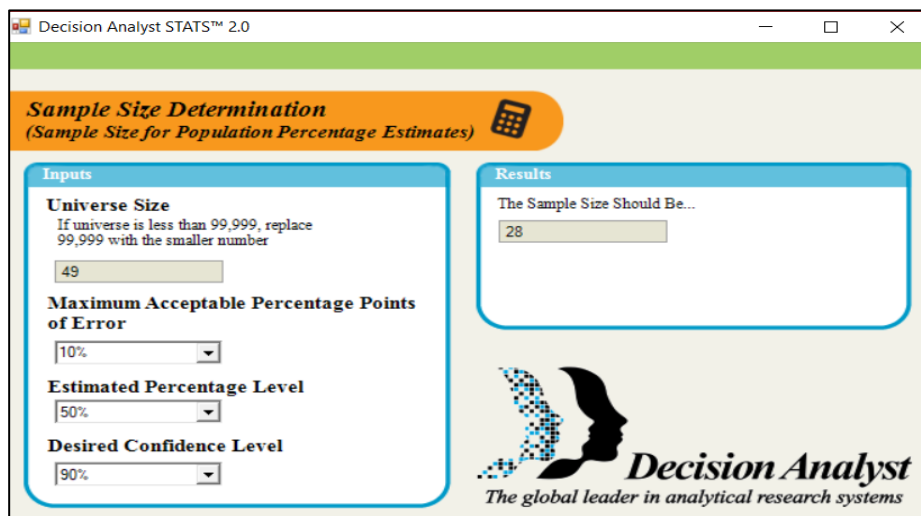 Decision Analyst STATS™ 2.0
Sample Size Determination
(Sample Size for Population Percentage Estimates)
Inputs
Universe Size
If universe is less than 99,999, replace
99,999 with the smaller number
49
Maximum Acceptable Percentage Points
of Error
10%
Estimated Percentage Level
50%
Desired Confidence Level
90%
Results
The Sample Size Should Be...
28
Decision Analyst
The global leader in analytical research systems